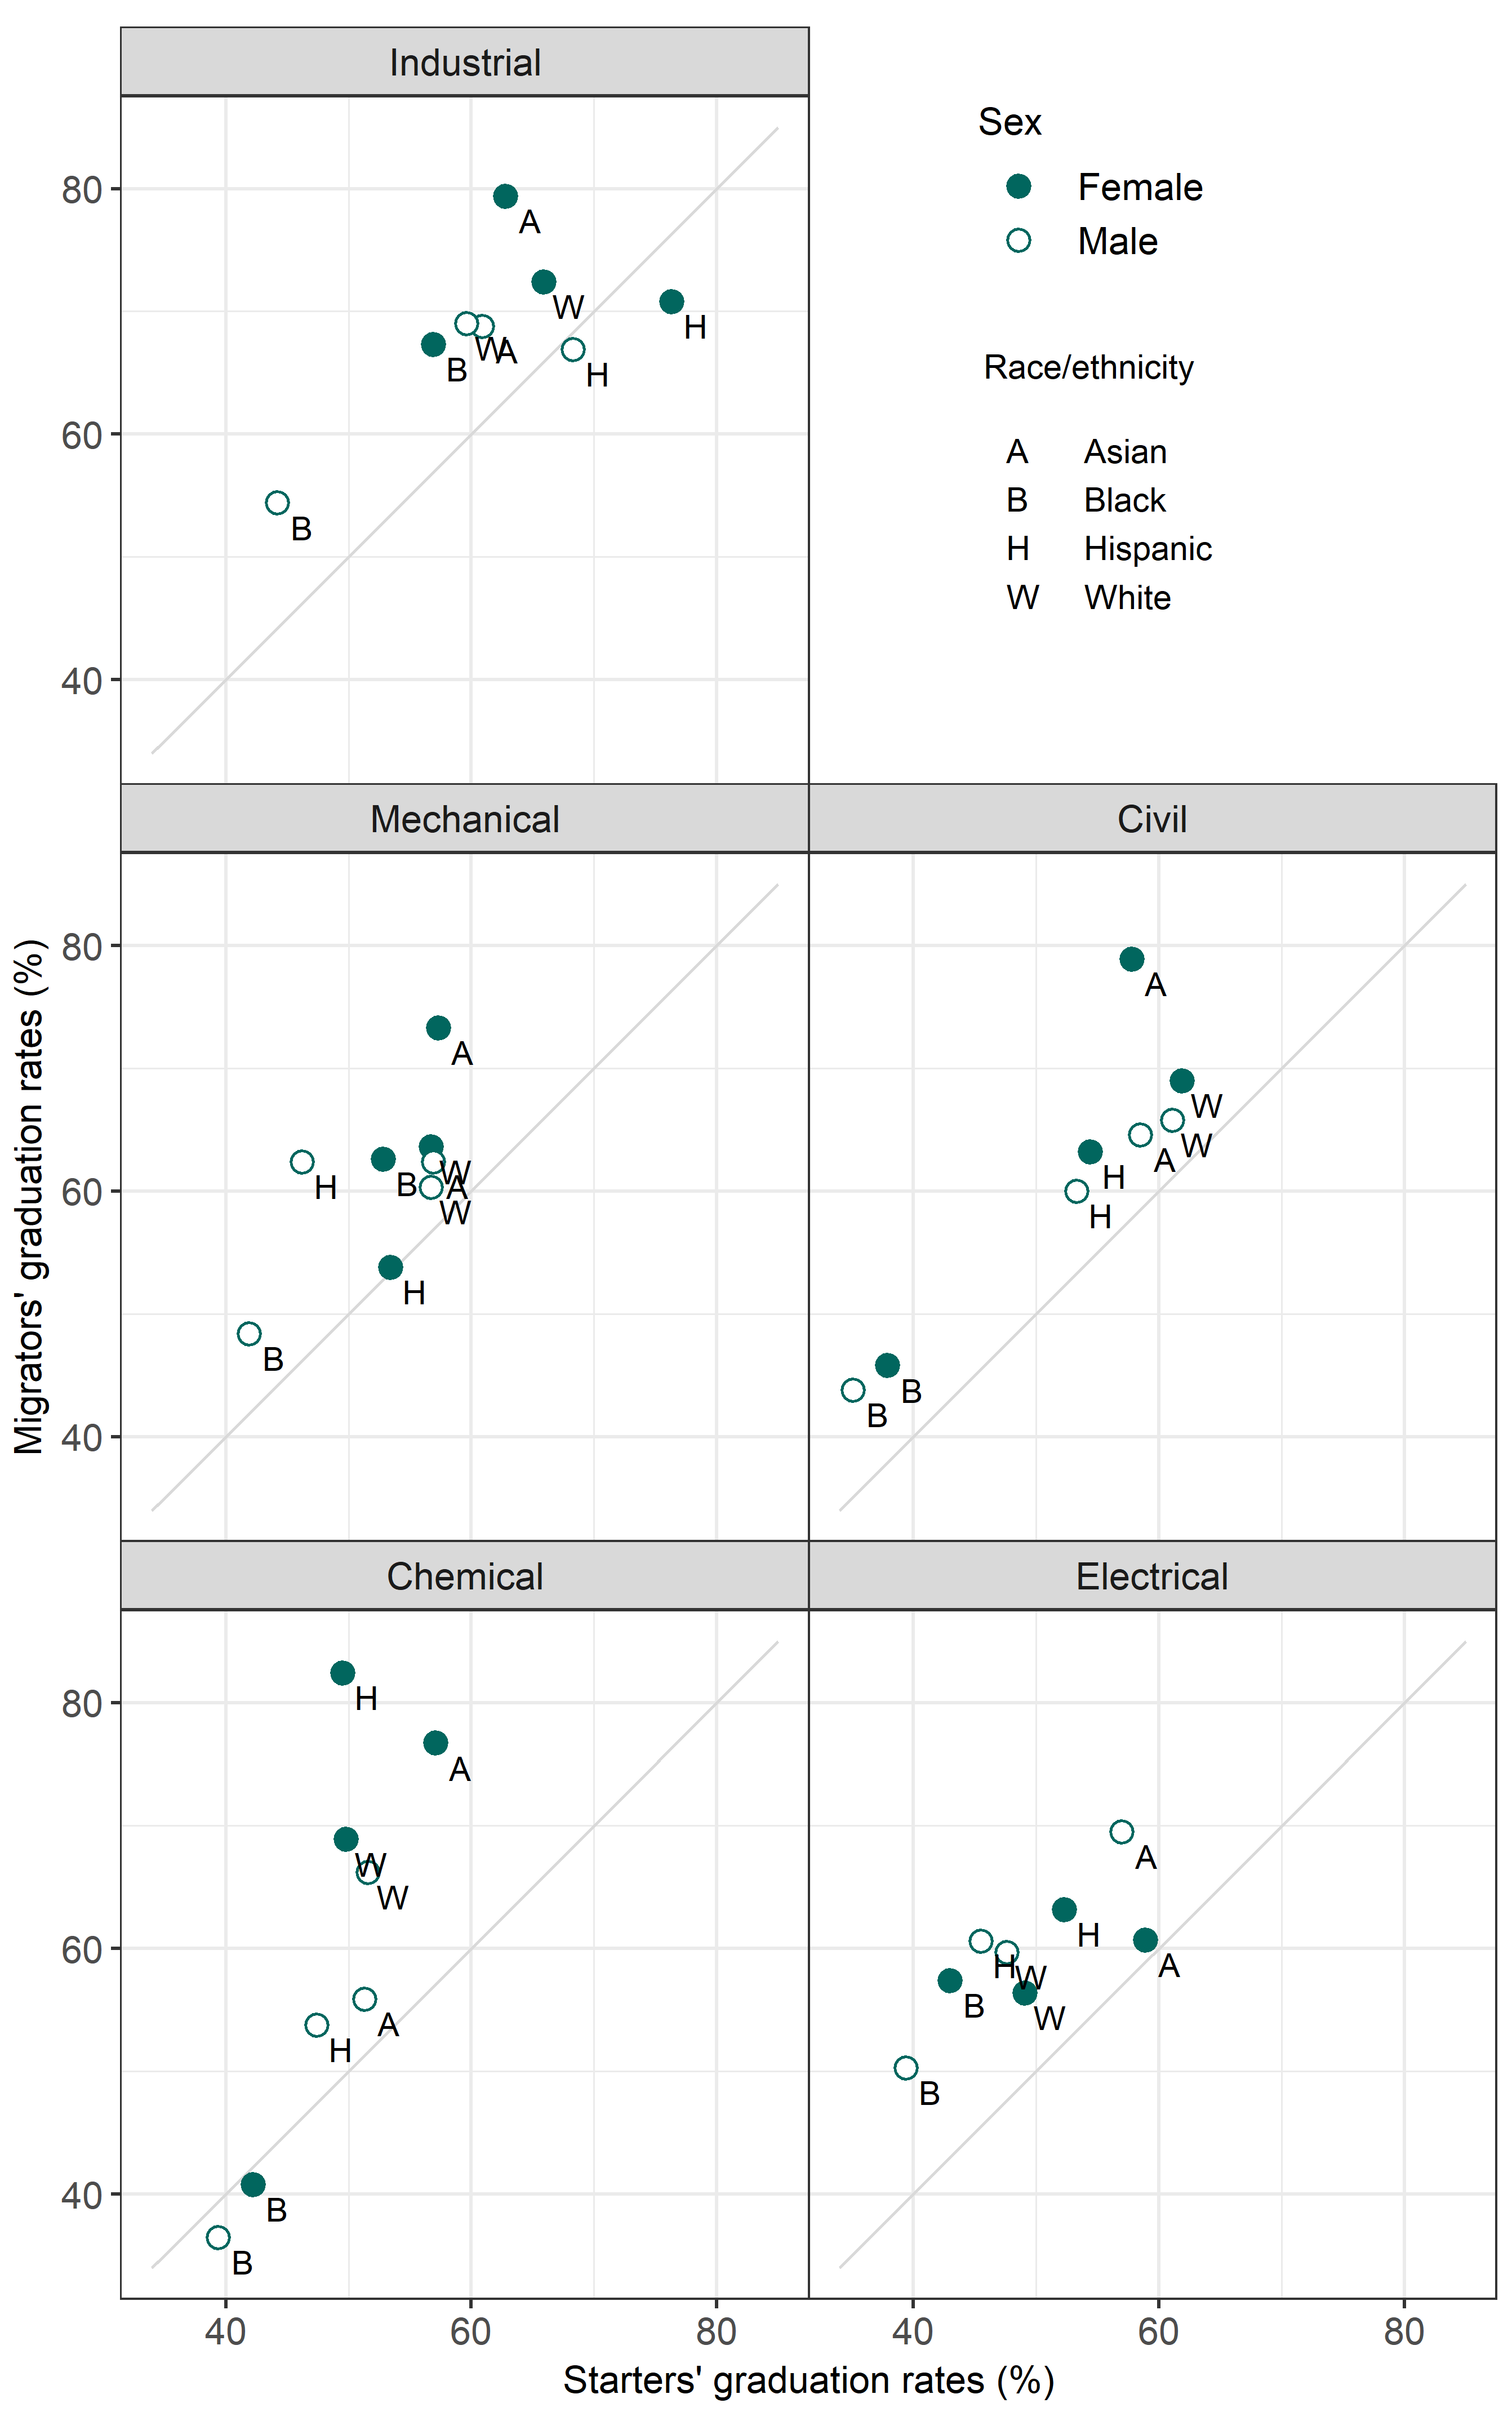 Industrial
Sex
Female
Male
Race/ethnicity
A Asian
B Black
H Hispanic
W White
80
60
40
A
W
H
B
W
A
H
B
Mechanical
Civil
Migrators' graduation rates (%)
80
60
40
A
W
H
B
A
W
H
B
A
W
W
A
H
H
B
B
Chemical
Electrical
80
60
40
H
A
W
W
A
H
B
B
A
H
A
H
W
B
W
B
40 60 80 40 60 80
Starters' graduation rates (%)